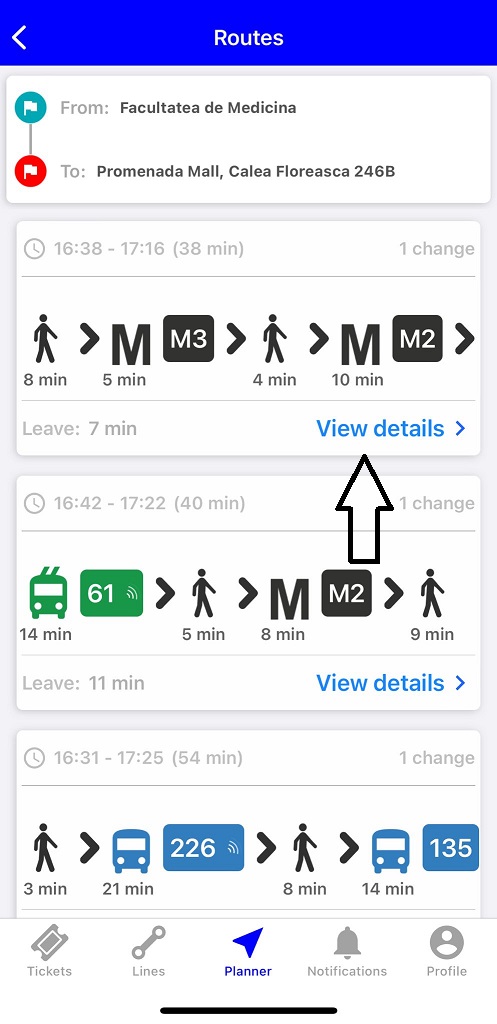 Routes
From: Facultatea de Medicina
To: Promenada Mall, Calea Floreasca 246B
16:38 - 17:16 (38 min) 1 change
M M3 M M2
8 min 5 min 4 min 10 min
Leave: 7 min View details
16:42 - 17:22 (40 min) 1 change
61 M M2
14 min 5 min 8 min 9 min
Leave: 11 min View details
16:31 - 17:25 (54 min) 1 change
226 135
3 min 21 min 8 min 14 min
Tickets Lines Planner Notifications Profile